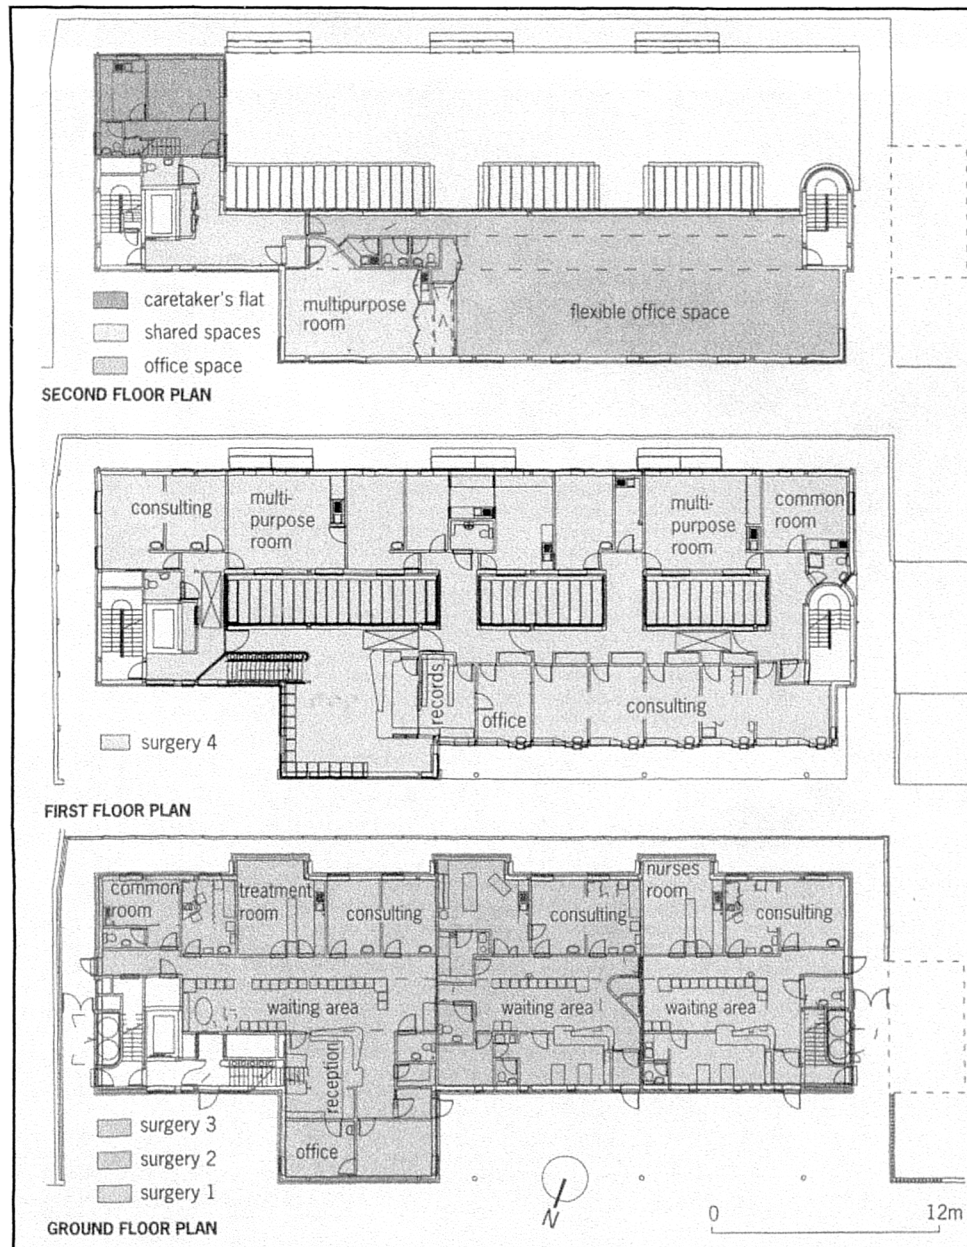 caretaker's flat
shared spaces
office space
multipurpose
room
flexible office space
SECOND FLOOR PLAN
consulting
multi-
purpose
room
multi-
purpose
room
common
room
records
office
consulting
surgery 4
FIRST FLOOR PLAN
common
room
treatment
room
consulting
consulting
nurses
room
consulting
waiting area
waiting area
waiting area
reception
office
surgery 3
surgery 2
surgery 1
N
0 12m
GROUND FLOOR PLAN